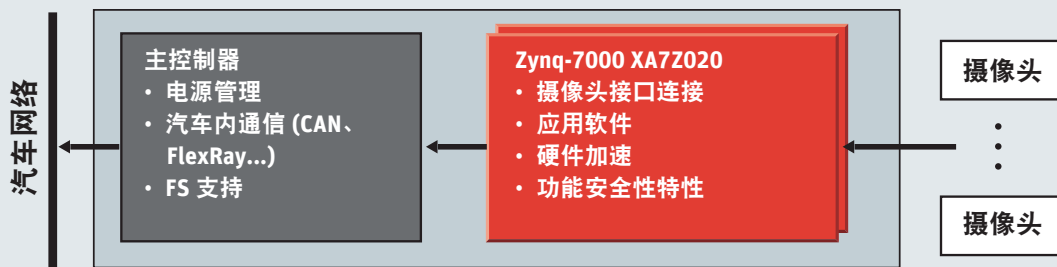 汽车网络
主控制器
• 电源管理
• 汽车内通信 (CAN、
FlexRay...)
• FS 支持
Zynq-7000 XA7Z020
• 摄像头接口连接
• 应用软件
• 硬件加速
• 功能安全性特性
摄像头
摄像头